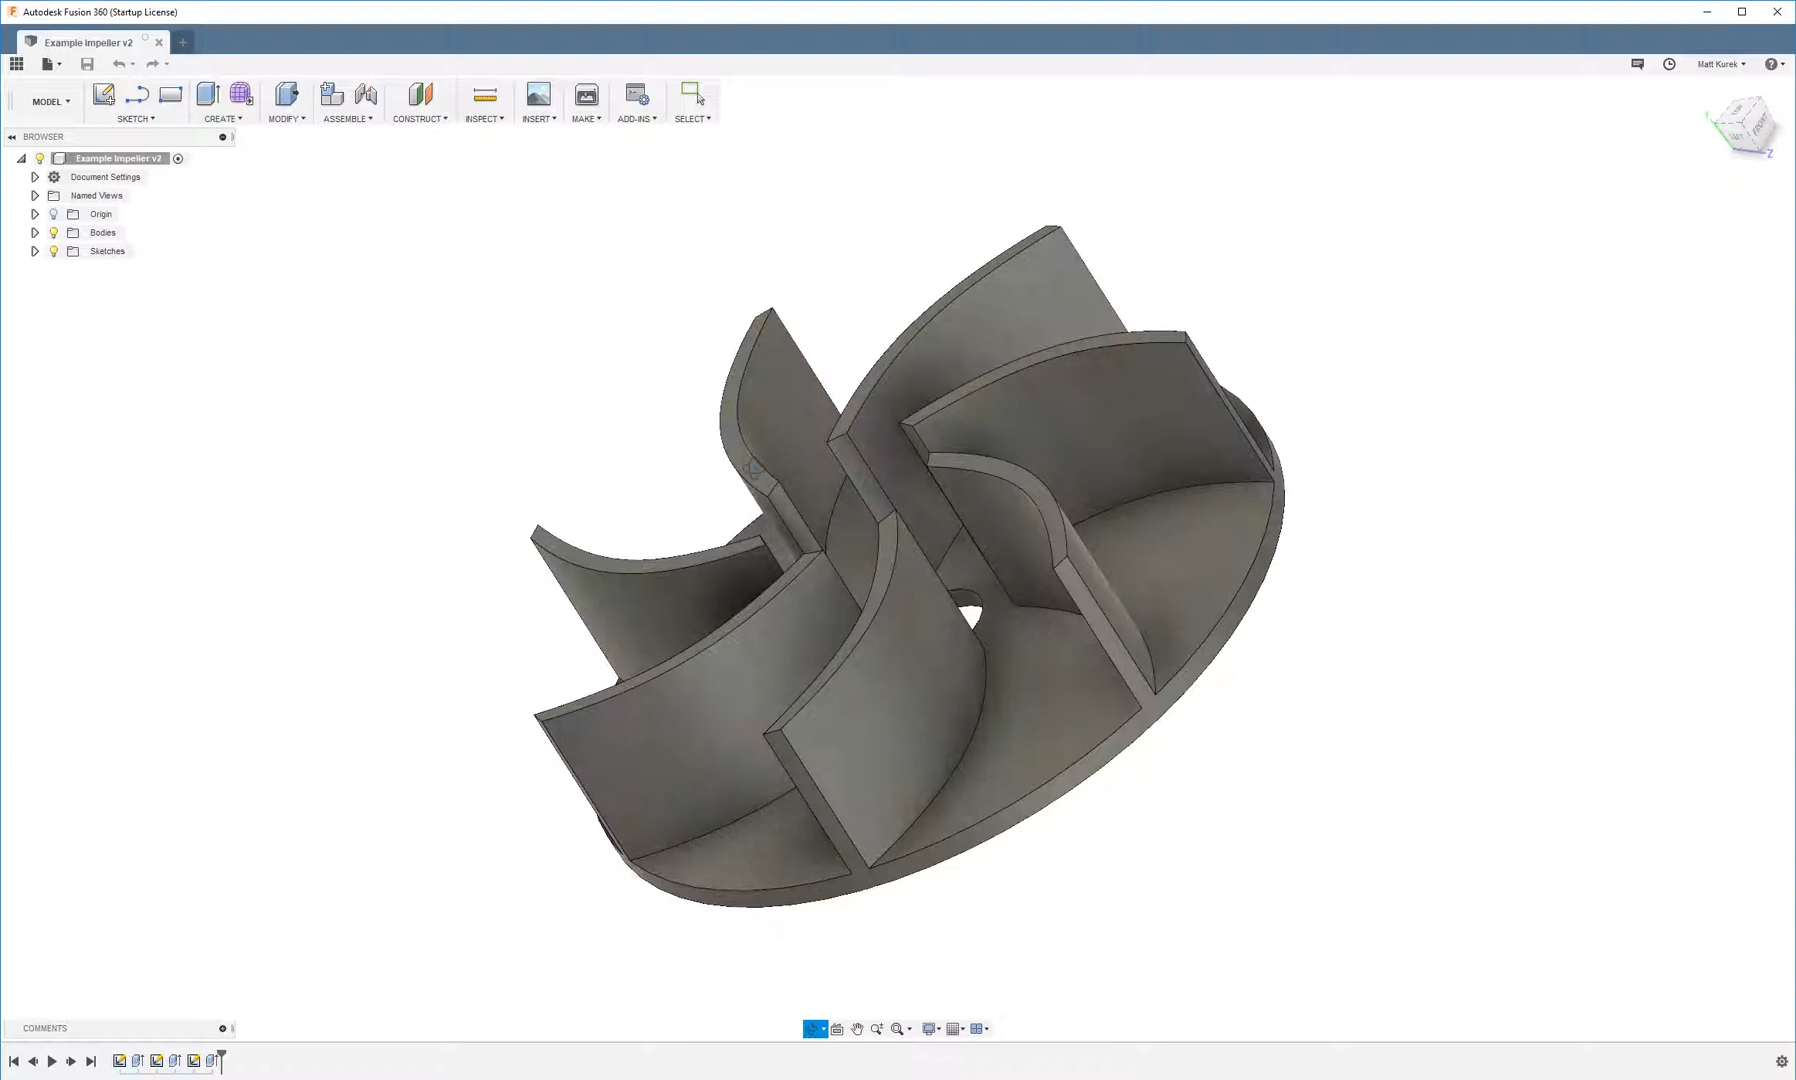 Autodesk Fusion 360 (Startup License)
Example Impeller v2
Matt Kurek
MODEL
SKETCH
CREATE
MODIFY
ASSEMBLE
CONSTRUCT
INSPECT
INSERT
MAKE
ADD-INS
SELECT
FRONT
Z
BROWSER
Example Impeller v2
Document Settings
Named Views
Origin
Bodies
Sketches
COMMENTS